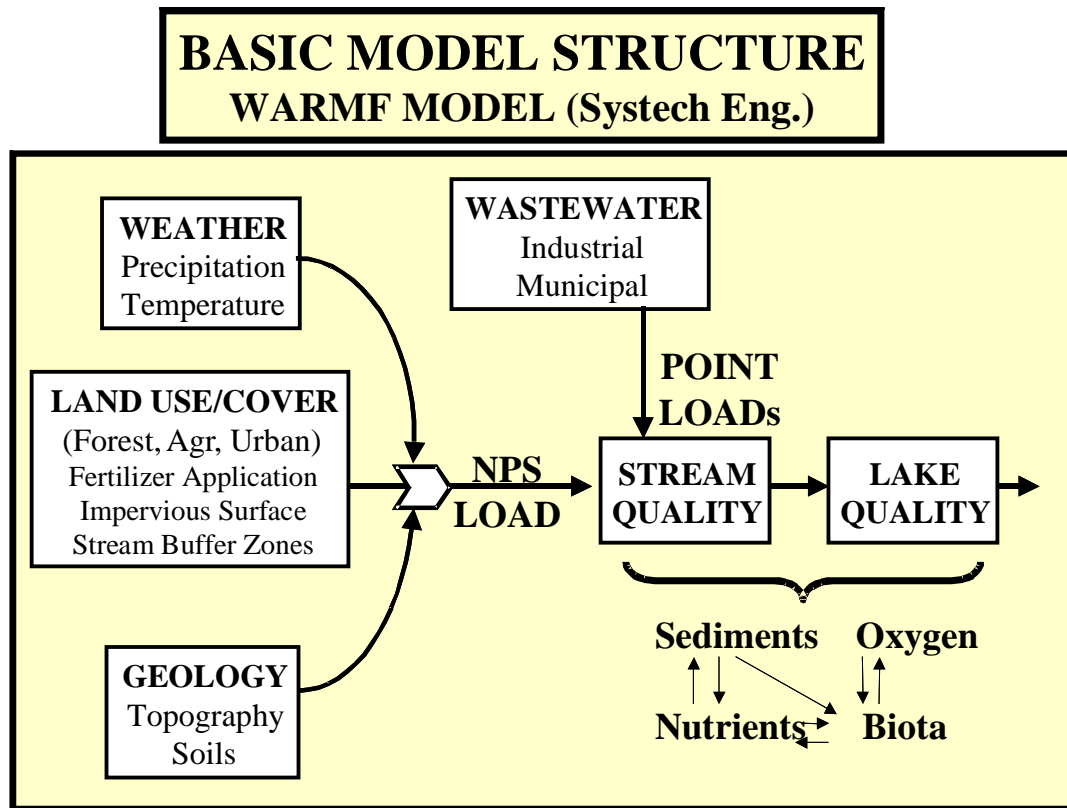 BASIC MODEL STRUCTURE
WARMF MODEL (Systech Eng.)
WEATHER
Precipitation
Temperature
WASTEWATER
Industrial
Municipal
POINT
LOADs
LAND USE/COVER
(Forest, Agr, Urban)
Fertilizer Application
Impervious Surface
Stream Buffer Zones
NPS
LOAD
STREAM
QUALITY
LAKE
QUALITY
GEOLOGY
Topography
Soils
Sediments
Oxygen
Nutrients
Biota